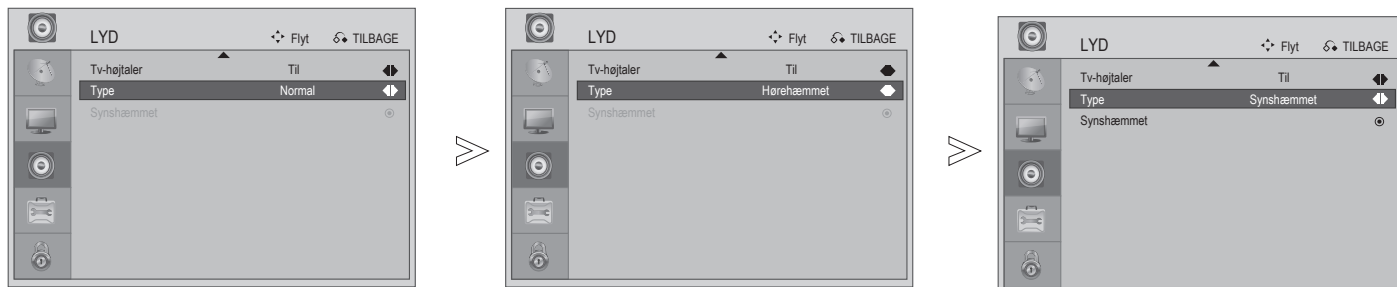 LYD Flyt TILBAGE
Tv-højtaler Til
Type Normal
Synshæmmet
LYD Flyt TILBAGE
Tv-højtaler Til
Type Hørehæmmet
Synshæmmet
LYD Flyt TILBAGE
Tv-højtaler Til
Type Synshæmmet
Synshæmmet